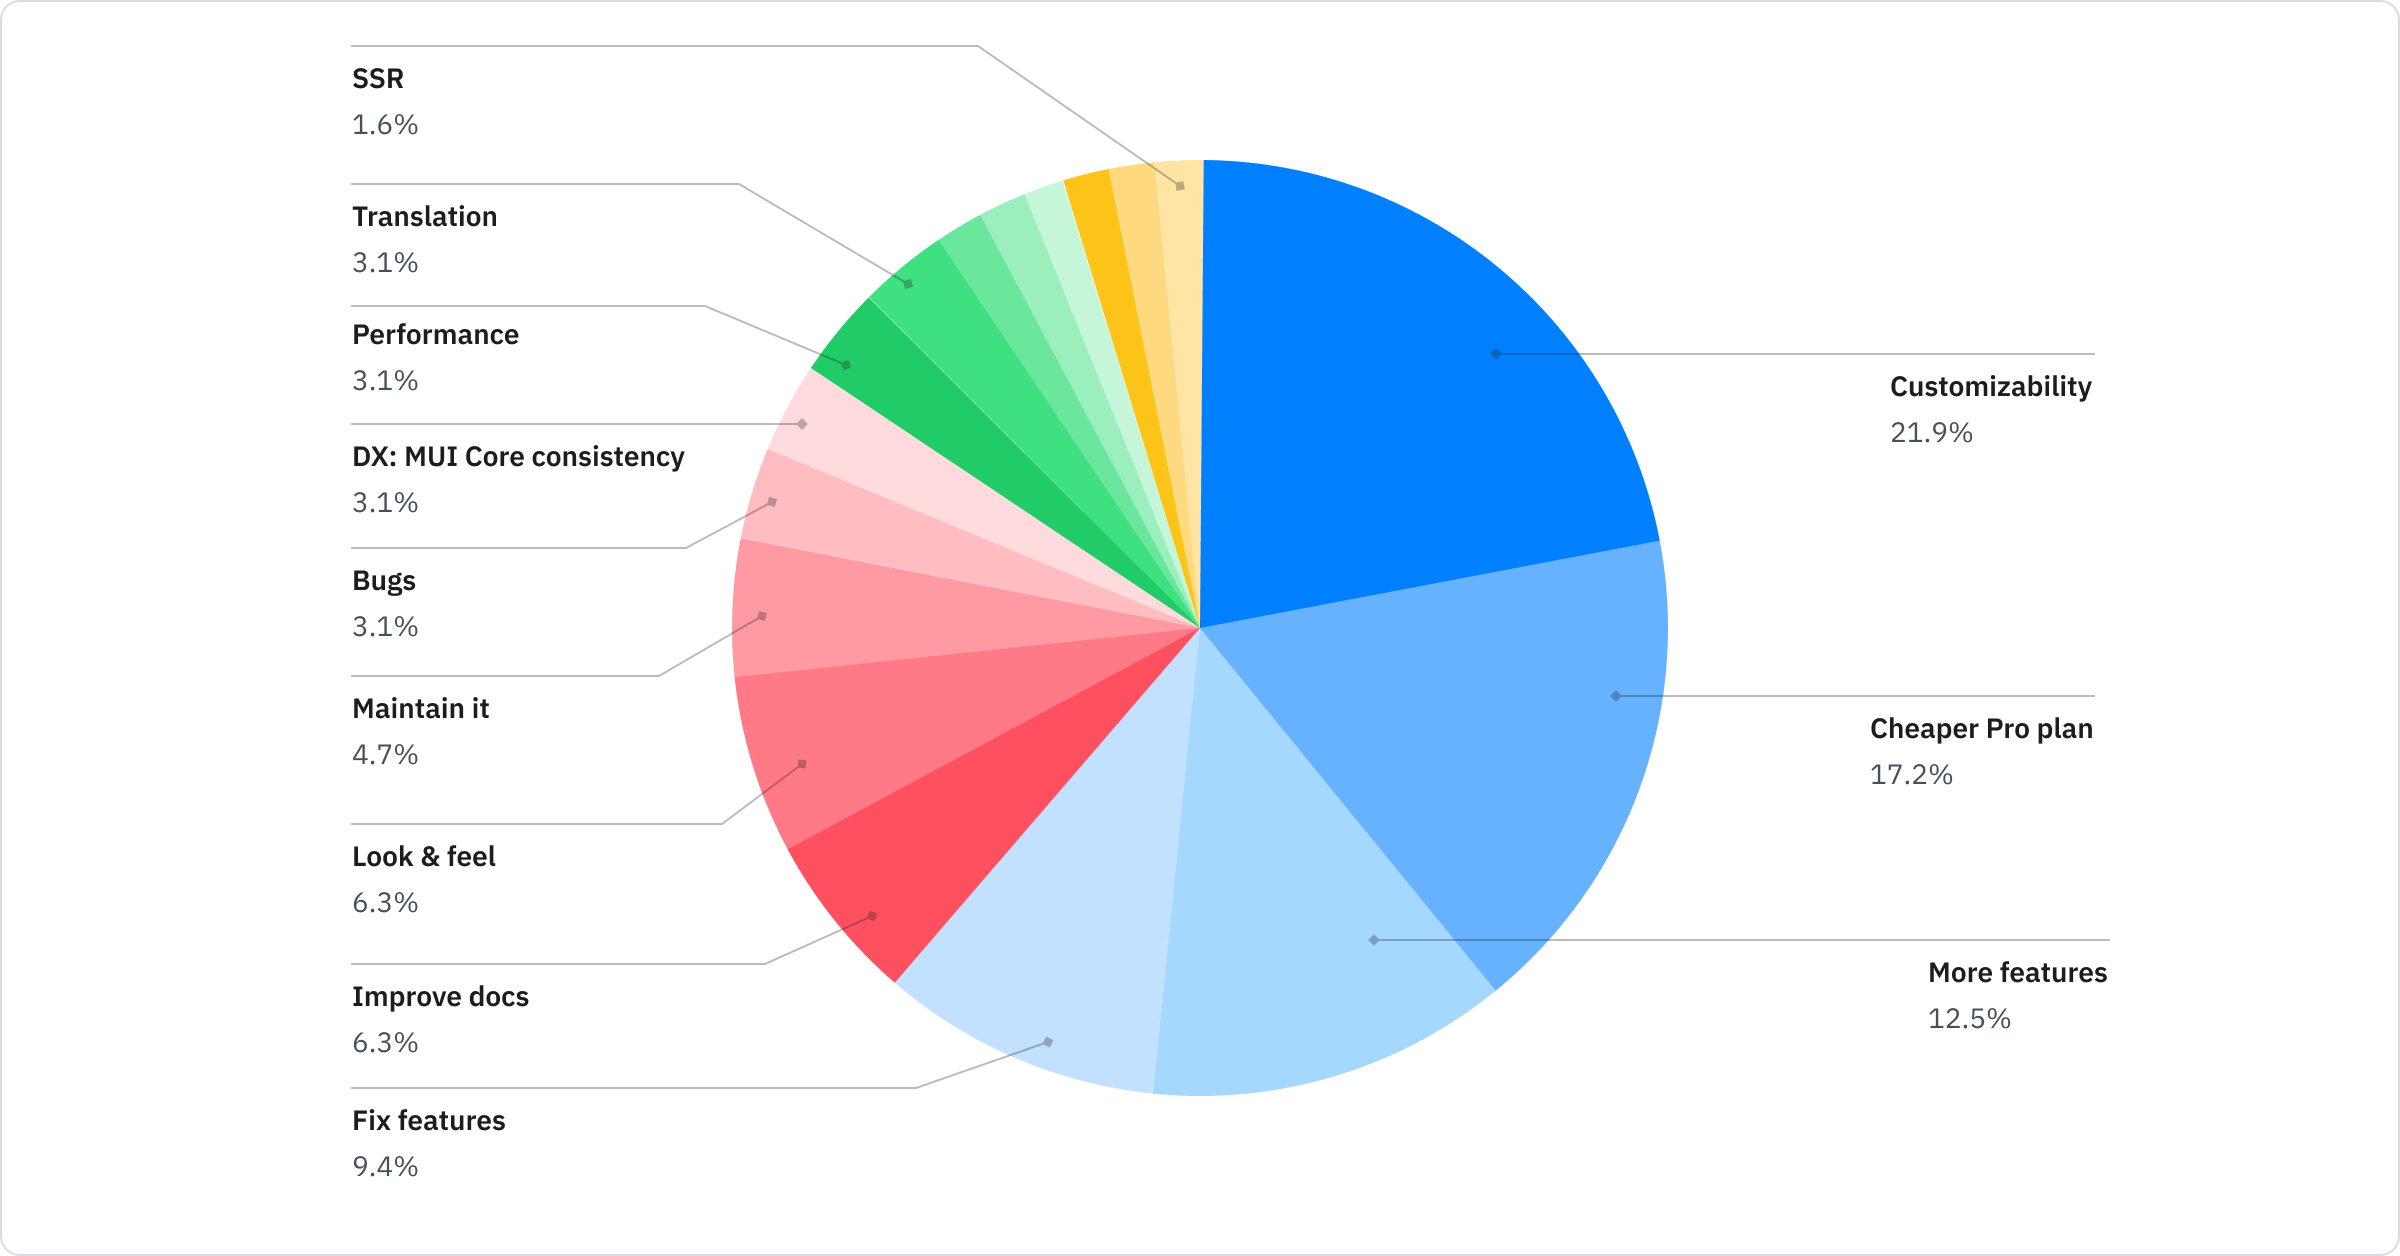 SSR
1.6%
Translation
3.1%
Performance
3.1%
DX: MUI Core consistency
3.1%
Bugs
3.1%
Maintain it
4.7%
Look & feel
6.3%
Improve docs
6.3%
Fix features
9.4%
Customizability
21.9%
Cheaper Pro plan
17.2%
More features
12.5%